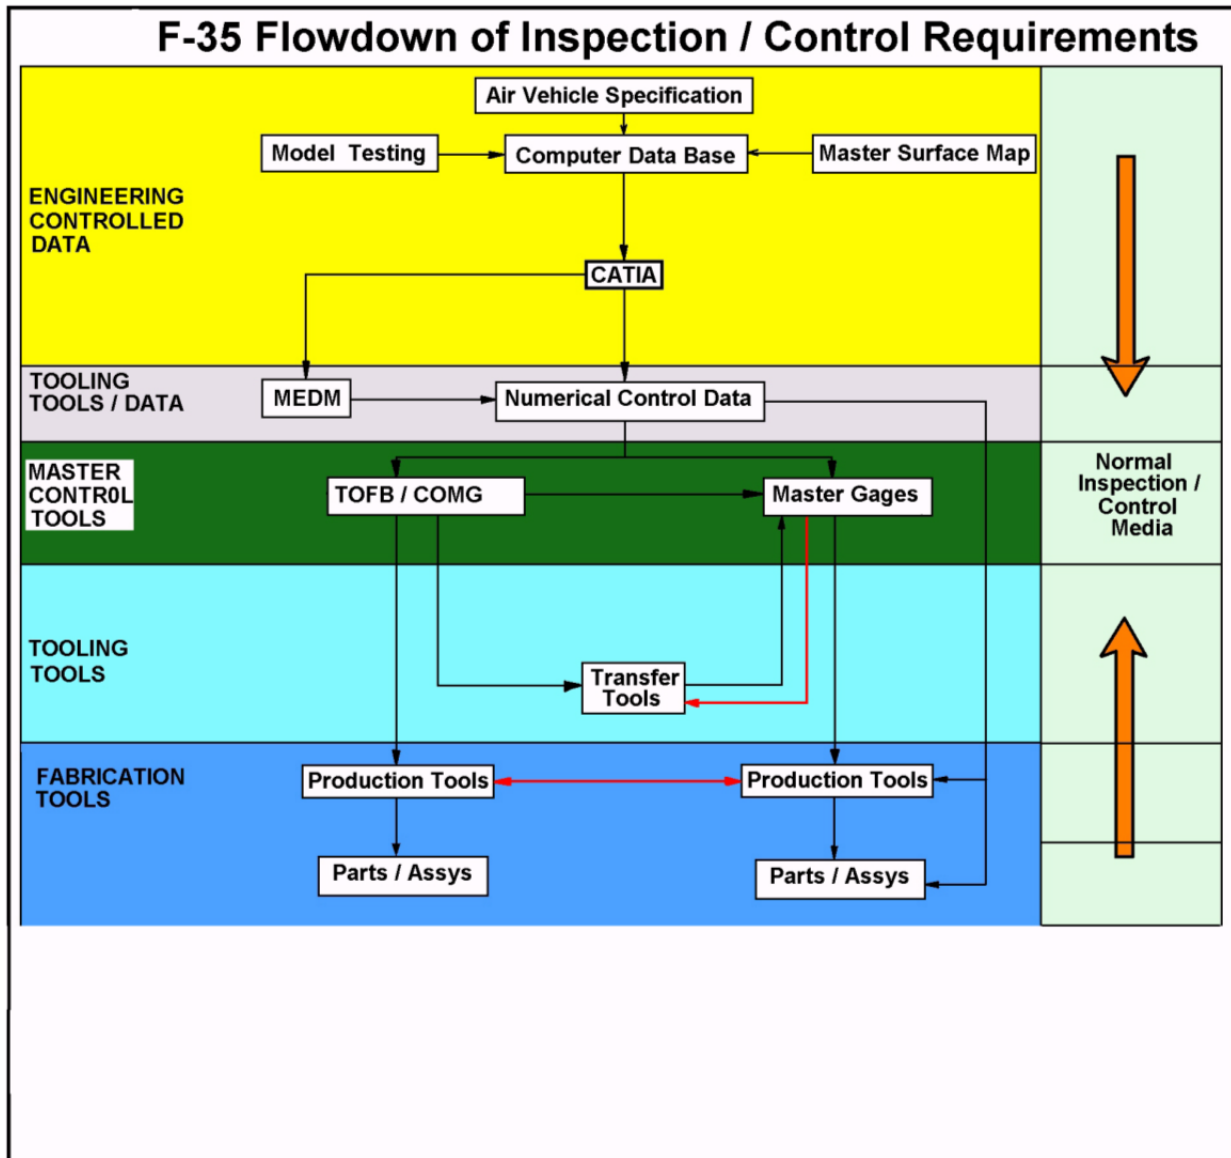 F-35 Flowdown of Inspection / Control Requirements
Air Vehicle Specification
Model Testing
Computer Data Base
Master Surface Map
ENGINEERING
CONTROLLED
DATA
CATIA
TOOLING
TOOLS / DATA
MEDM
Numerical Control Data
MASTER
CONTR0L
TOOLS
TOFB / COMG
Master Gages
Normal
Inspection /
Control
Media
TOOLING
TOOLS
Transfer
Tools
FABRICATION
TOOLS
Production Tools
Production Tools
Parts / Assys
Parts / Assys